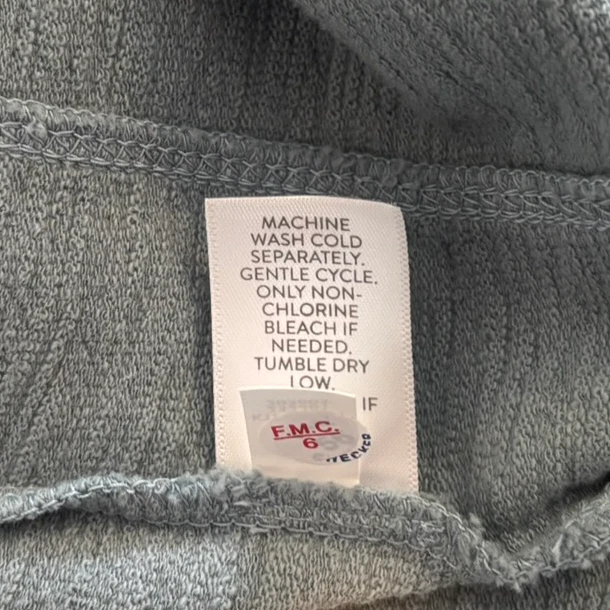 MACHINE
WASH COLD
SEPARATELY.
GENTLE CYCLE.
ONLY NON-
CHLORINE
BLEACH IF
NEEDED.
TUMBLE DRY
LOW.
IF
F.M.C.
6